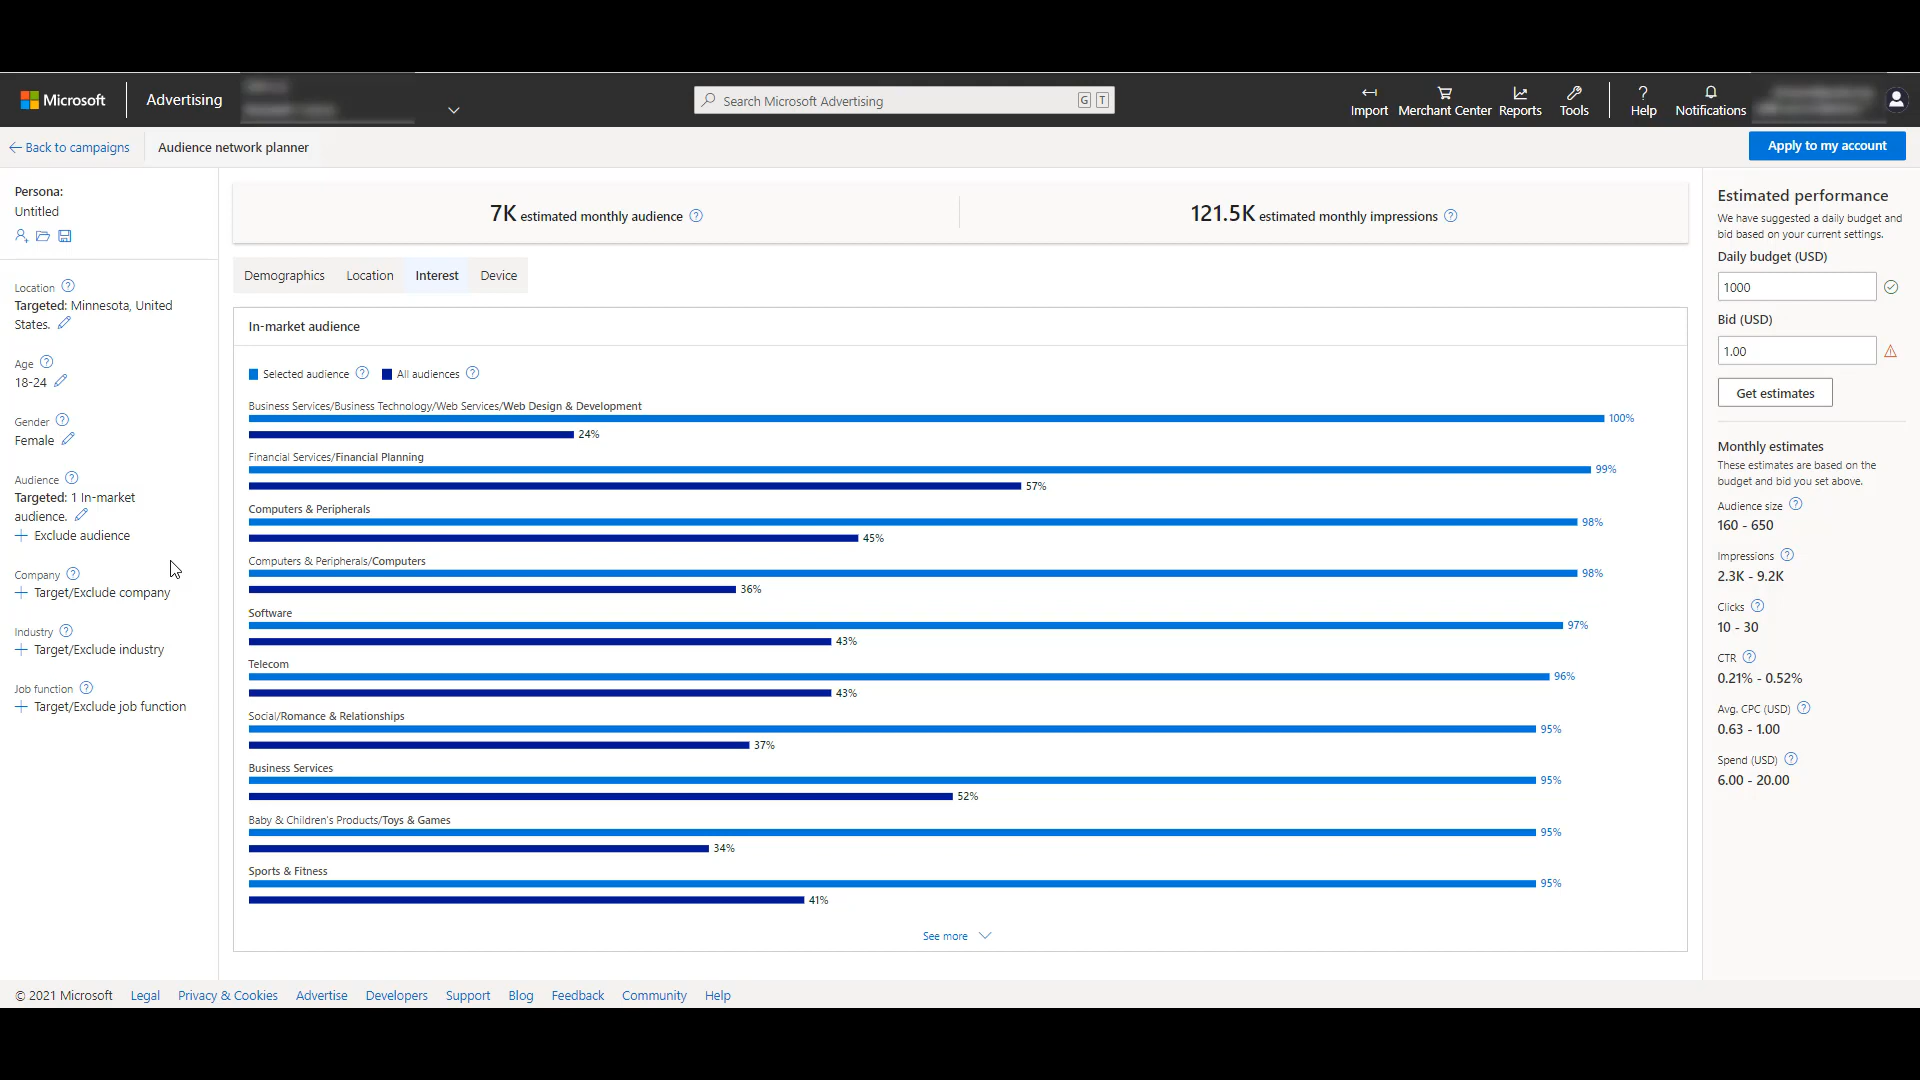 Microsoft
Advertising
Search Microsoft Advertising
G T
Import
Merchant Center
Reports
Tools
Help
Notifications
Back to campaigns
Audience network planner
Apply to my account
Persona:
Untitled
Location
Targeted: Minnesota, United
States.
Age
18-24
Gender
Female
Audience
Targeted: 1 In-market
audience.
Exclude audience
Company
Target/Exclude company
Industry
Target/Exclude industry
Job function
Target/Exclude job function
7K estimated monthly audience
121.5K estimated monthly impressions
Demographics
Location
Interest
Device
In-market audience
Selected audience
All audiences
Business Services/Business Technology/Web Services/Web Design & Development
100%
24%
Financial Services/Financial Planning
99%
57%
Computers & Peripherals
98%
45%
Computers & Peripherals/Computers
98%
36%
Software
97%
43%
Telecom
96%
43%
Social/Romance & Relationships
95%
37%
Business Services
95%
52%
Baby & Children's Products/Toys & Games
95%
34%
Sports & Fitness
95%
41%
See more
Estimated performance
We have suggested a daily budget and
bid based on your current settings.
Daily budget (USD)
1000
Bid (USD)
1.00
Get estimates
Monthly estimates
These estimates are based on the
budget and bid you set above.
Audience size
160 - 650
Impressions
2.3K - 9.2K
Clicks
10 - 30
CTR
0.21% - 0.52%
Avg. CPC (USD)
0.63 - 1.00
Spend (USD)
6.00 - 20.00
© 2021 Microsoft
Legal
Privacy & Cookies
Advertise
Developers
Support
Blog
Feedback
Community
Help